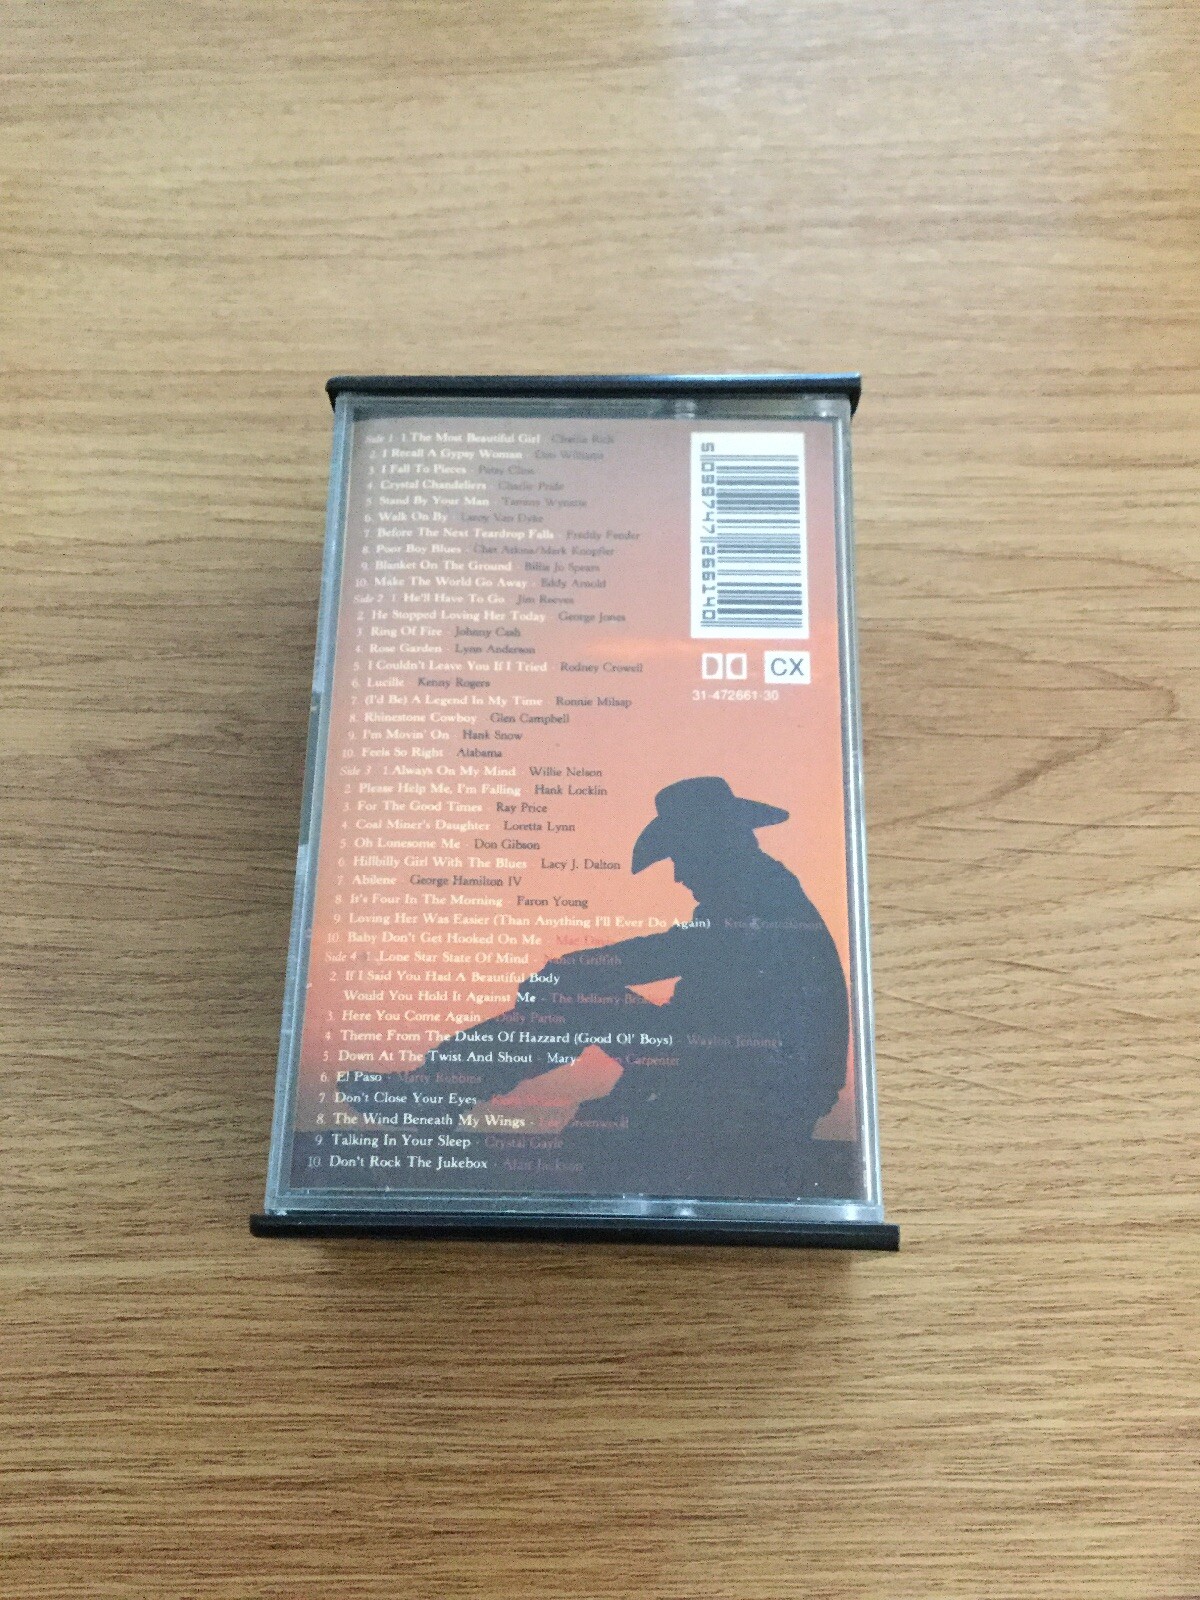 Side 1 1. The Most Beautiful Girl - Charlie Rich
2. I Recall A Gypsy Woman - Don Williams
3. I Fall To Pieces - Patsy Cline
4. Crystal Chandeliers - Charlie Pride
5. Stand By Your Man - Tammy Wynette
6. Walk On By - Leroy Van Dyke
7. Before The Next Teardrop Falls - Freddy Fender
8. Poor Boy Blues - Chet Atkins/Mark Knopfler
9. Blanket On The Ground - Billie Jo Spears
10. Make The World Go Away - Eddy Arnold
Side 2 1. He'll Have To Go - Jim Reeves
2. He Stopped Loving Her Today - George Jones
3. Ring Of Fire - Johnny Cash
4. Rose Garden - Lynn Anderson
5. I Couldn't Leave You If I Tried - Rodney Crowell
6. Lucille - Kenny Rogers
7. (I'd Be) A Legend In My Time - Ronnie Milsap
8. Rhinestone Cowboy - Glen Campbell
9. I'm Movin' On - Hank Snow
10. Feels So Right - Alabama
Side 3 1. Always On My Mind - Willie Nelson
2. Please Help Me, I'm Falling - Hank Locklin
3. For The Good Times - Ray Price
4. Coal Miner's Daughter - Loretta Lynn
5. Oh Lonesome Me - Don Gibson
6. Hillbilly Girl With The Blues - Lacy J. Dalton
7. Abilene - George Hamilton IV
8. It's Four In The Morning - Faron Young
9. Loving Her Was Easier (Than Anything I'll Ever Do Again) - Kris Kristofferson
10. Baby Don't Get Hooked On Me - Mac Davis
Side 4 1. Lone Star State Of Mind - Nanci Griffith
2. If I Said You Had A Beautiful Body
Would You Hold It Against Me - The Bellamy Brothers
3. Here You Come Again - Dolly Parton
4. Theme From The Dukes Of Hazzard (Good Ol' Boys) - Waylon Jennings
5. Down At The Twist And Shout - Mary- Carpenter
6. El Paso - Marty Robbins
7. Don't Close Your Eyes -
8. The Wind Beneath My Wings - Lee Greenwood
9. Talking In Your Sleep - Crystal Gayle
10. Don't Rock The Jukebox - Alan Jackson
5 099747 266140
CX
31-472661-30